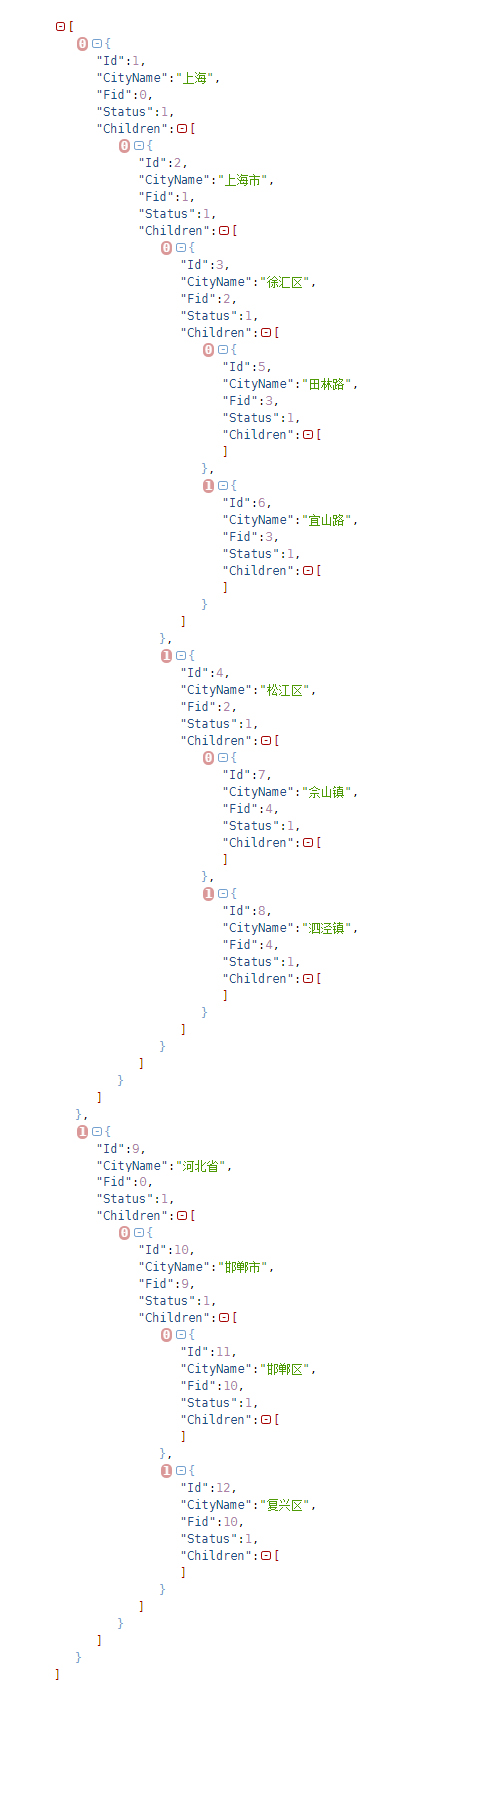 [
0 {
"Id":1,
"CityName":"上海",
"Fid":0,
"Status":1,
"Children":[
0 {
"Id":2,
"CityName":"上海市",
"Fid":1,
"Status":1,
"Children":[
0 {
"Id":3,
"CityName":"徐汇区",
"Fid":2,
"Status":1,
"Children":[
0 {
"Id":5,
"CityName":"田林路",
"Fid":3,
"Status":1,
"Children":[
]
},
1 {
"Id":6,
"CityName":"宜山路",
"Fid":3,
"Status":1,
"Children":[
]
}
]
},
1 {
"Id":4,
"CityName":"松江区",
"Fid":2,
"Status":1,
"Children":[
0 {
"Id":7,
"CityName":"佘山镇",
"Fid":4,
"Status":1,
"Children":[
]
},
1 {
"Id":8,
"CityName":"泗泾镇",
"Fid":4,
"Status":1,
"Children":[
]
}
]
}
]
}
]
},
1 {
"Id":9,
"CityName":"河北省",
"Fid":0,
"Status":1,
"Children":[
0 {
"Id":10,
"CityName":"邯郸市",
"Fid":9,
"Status":1,
"Children":[
0 {
"Id":11,
"CityName":"邯郸区",
"Fid":10,
"Status":1,
"Children":[
]
},
1 {
"Id":12,
"CityName":"复兴区",
"Fid":10,
"Status":1,
"Children":[
]
}
]
}
]
}
]